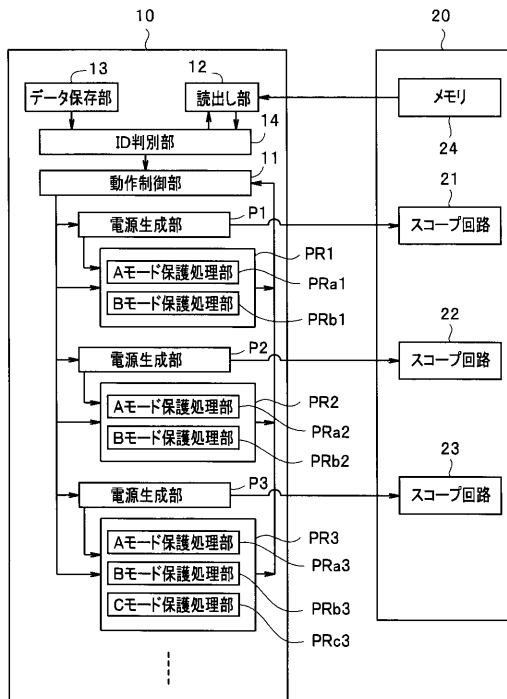 10
20
13
12
データ保存部
読出し部
メモリ
14
24
ID判別部
11
動作制御部
21
P1
電源生成部
スコープ回路
PR1
Aモード保護処理部
PRa1
Bモード保護処理部
PRb1
22
P2
電源生成部
スコープ回路
PR2
Aモード保護処理部
PRa2
Bモード保護処理部
PRb2
23
P3
電源生成部
スコープ回路
PR3
Aモード保護処理部
PRa3
Bモード保護処理部
PRb3
Cモード保護処理部
PRc3